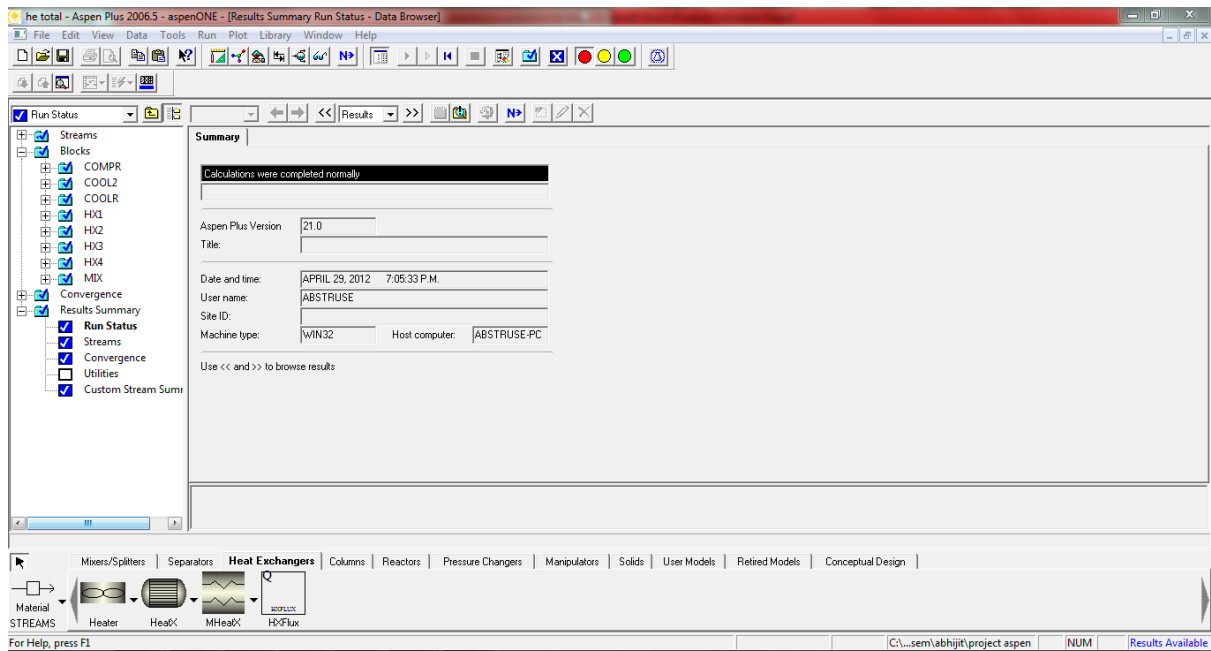 he total - Aspen Plus 2006.5 - aspenONE - [Results Summary Run Status - Data Browser]
File Edit View Data Tools Run Plot Library Window Help
N>
Run Status
<< Results >> N>
Streams
Blocks
COMPR
COOL2
COOLR
HX1
HX2
HX3
HX4
MIX
Convergence
Results Summary
Run Status
Streams
Convergence
Utilities
Custom Stream Summ
Summary
Calculations were completed normally
Aspen Plus Version 21.0
Title:
Date and time: APRIL 29, 2012 7:05:33 P.M.
User name: ABSTRUSE
Site ID:
Machine type: WIN32 Host computer: ABSTRUSE-PC
Use << and >> to browse results
Mixers/Splitters Separators Heat Exchangers Columns Reactors Pressure Changers Manipulators Solids User Models Retired Models Conceptual Design
Q
HXFLUX
Material
STREAMS Heater HeatX MHeatX HXFlux
For Help, press F1 C:\...sem\abhijit\project aspen NUM Results Available